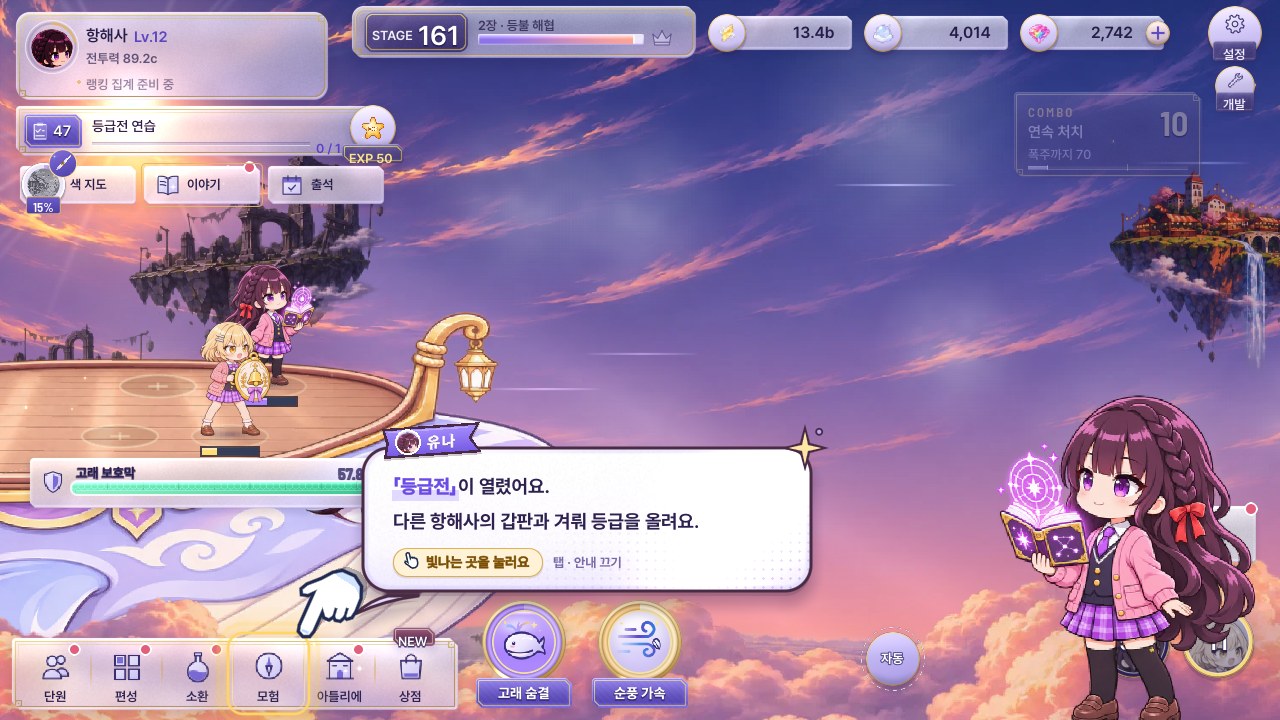 항해사 Lv.12
전투력 89.2c
랭킹 집계 준비 중
STAGE 161
2장 · 등불 해협
13.4b
4,014
2,742
설정
개발
47
등급전 연습
0 / 1
EXP 50
색 지도
15%
이야기
출석
COMBO
연속 처치
10
폭주까지 70
고래 보호막
57.8
유나
「등급전」이 열렸어요.
다른 항해사의 갑판과 겨뤄 등급을 올려요.
빛나는 곳을 눌러요
탭 · 안내 끄기
단원
편성
소환
모험
아틀리에
NEW
상점
고래 숨결
순풍 가속
자동